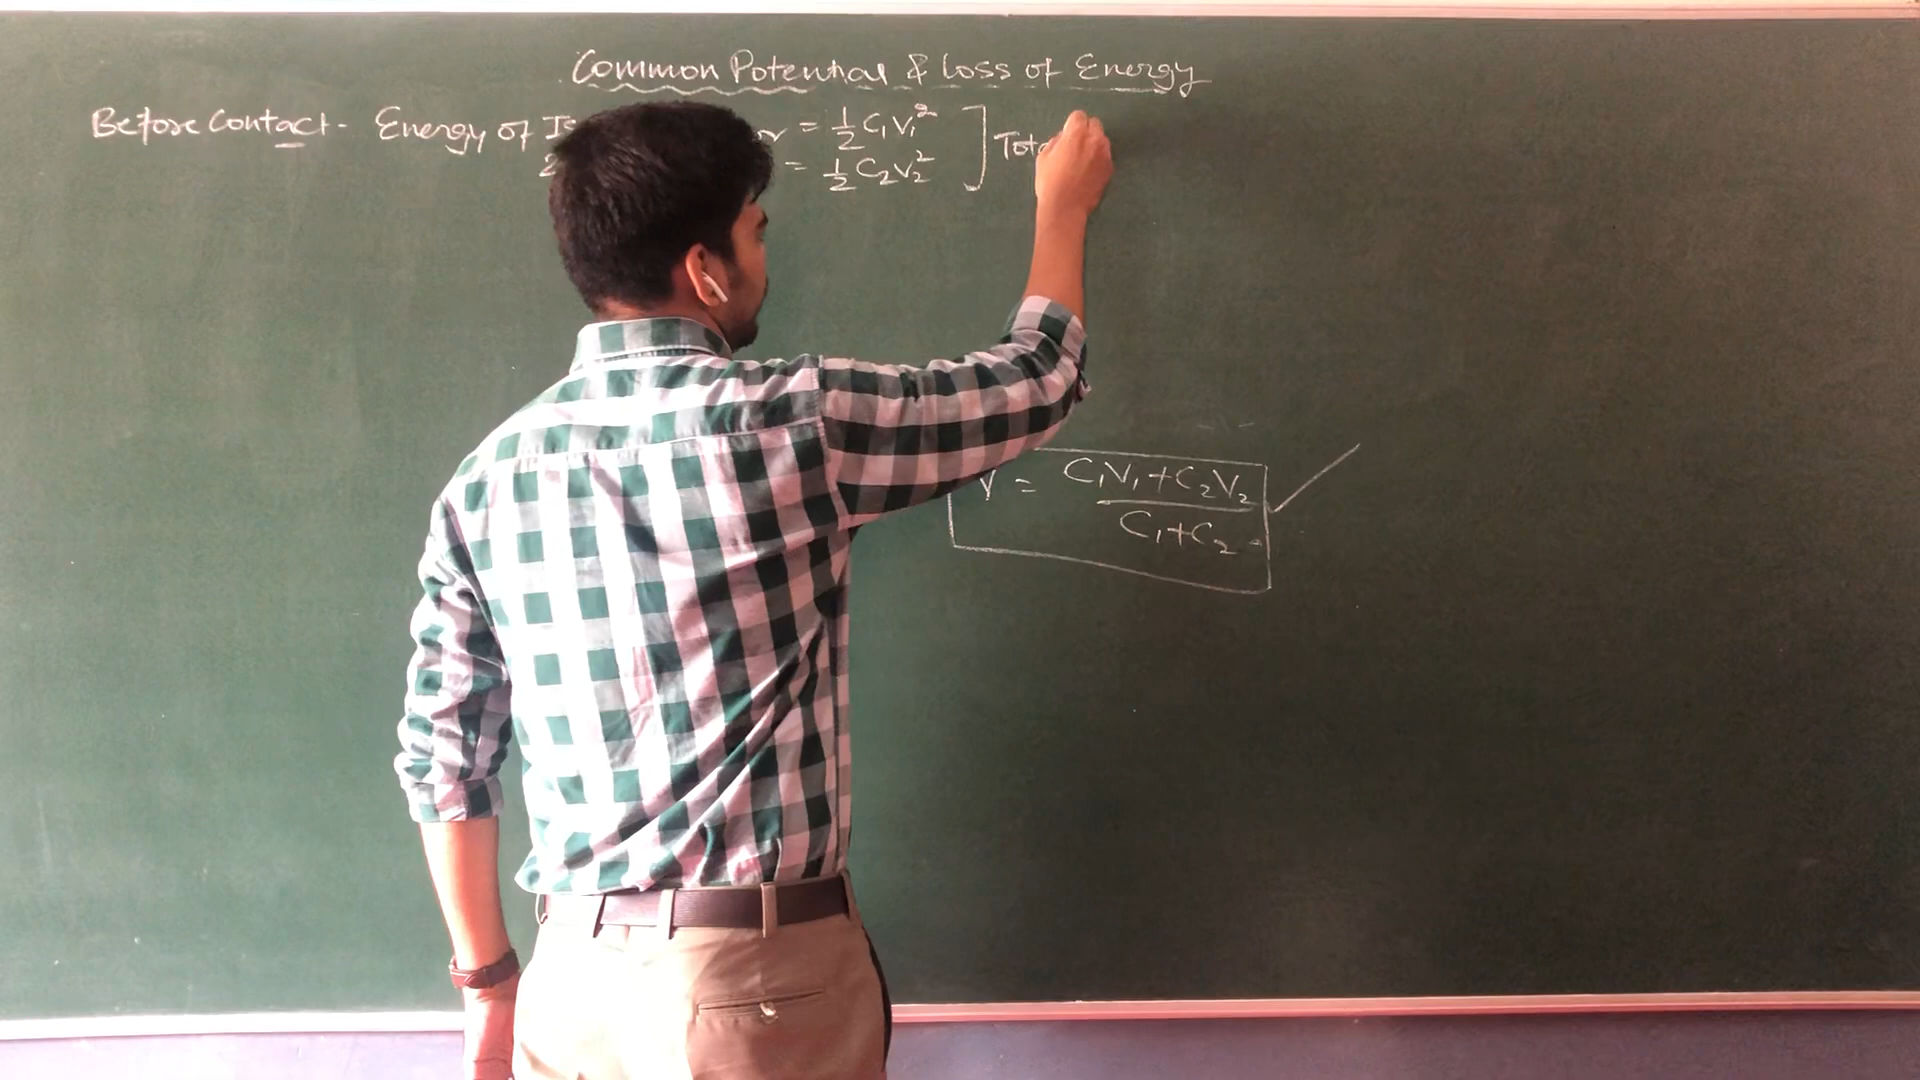 Common Potential & Loss of Energy
Before Contact - Energy of = ½ C₁V₁²
= ½ C₂V₂²
V = C₁V₁+C₂V₂ / C₁+C₂